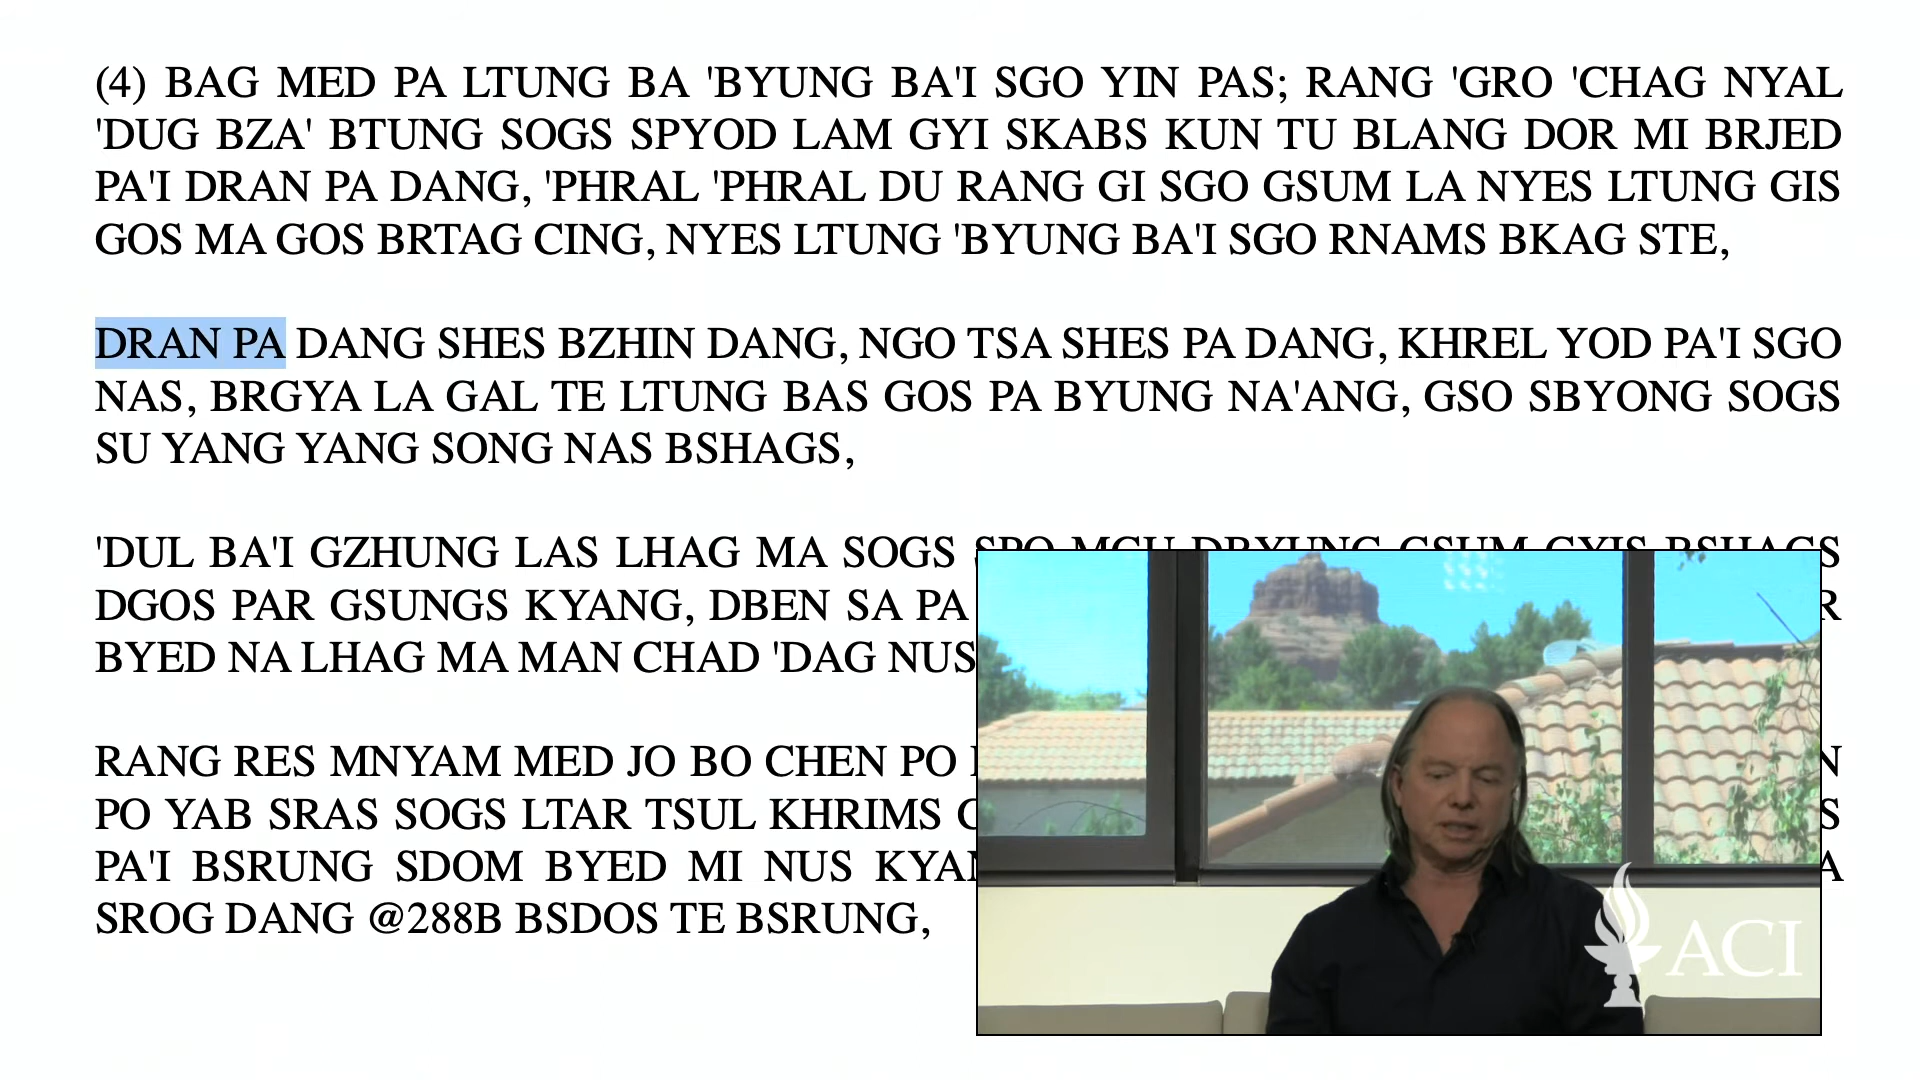 (4) BAG MED PA LTUNG BA 'BYUNG BA'I SGO YIN PAS; RANG 'GRO 'CHAG NYAL
'DUG BZA' BTUNG SOGS SPYOD LAM GYI SKABS KUN TU BLANG DOR MI BRJED
PA'I DRAN PA DANG, 'PHRAL 'PHRAL DU RANG GI SGO GSUM LA NYES LTUNG GIS
GOS MA GOS BRTAG CING, NYES LTUNG 'BYUNG BA'I SGO RNAMS BKAG STE,
DRAN PA DANG SHES BZHIN DANG, NGO TSA SHES PA DANG, KHREL YOD PA'I SGO
NAS, BRGYA LA GAL TE LTUNG BAS GOS PA BYUNG NA'ANG, GSO SBYONG SOGS
SU YANG YANG SONG NAS BSHAGS,
'DUL BA'I GZHUNG LAS LHAG MA SOGS SPO MGU DBYUNG GSUM GYIS BSHAGS
DGOS PAR GSUNGS KYANG, DBEN SA PA
BYED NA LHAG MA MAN CHAD 'DAG NUS
RANG RES MNYAM MED JO BO CHEN PO
PO YAB SRAS SOGS LTAR TSUL KHRIMS
PA'I BSRUNG SDOM BYED MI NUS
SROG DANG @288B BSDOS TE BSRUNG,
ACI